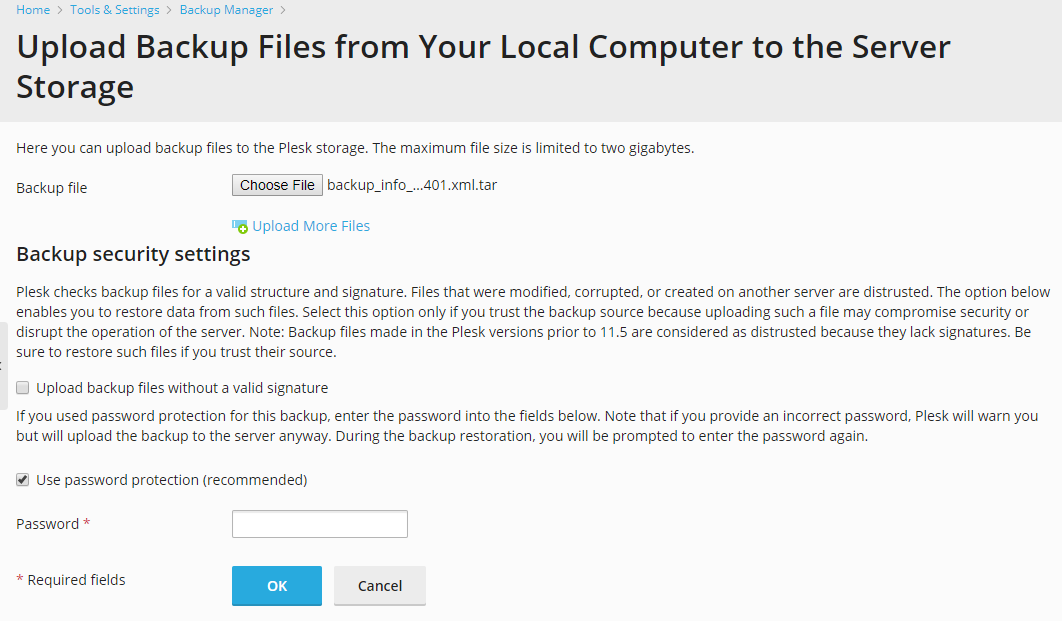 Home > Tools & Settings > Backup Manager >
Upload Backup Files from Your Local Computer to the Server
Storage
Here you can upload backup files to the Plesk storage. The maximum file size is limited to two gigabytes.
Backup file Choose File backup_info_...401.xml.tar
Upload More Files
Backup security settings
Plesk checks backup files for a valid structure and signature. Files that were modified, corrupted, or created on another server are distrusted. The option below
enables you to restore data from such files. Select this option only if you trust the backup source because uploading such a file may compromise security or
disrupt the operation of the server. Note: Backup files made in the Plesk versions prior to 11.5 are considered as distrusted because they lack signatures. Be
sure to restore such files if you trust their source.
Upload backup files without a valid signature
If you used password protection for this backup, enter the password into the fields below. Note that if you provide an incorrect password, Plesk will warn you
but will upload the backup to the server anyway. During the backup restoration, you will be prompted to enter the password again.
Use password protection (recommended)
Password *
* Required fields OK Cancel